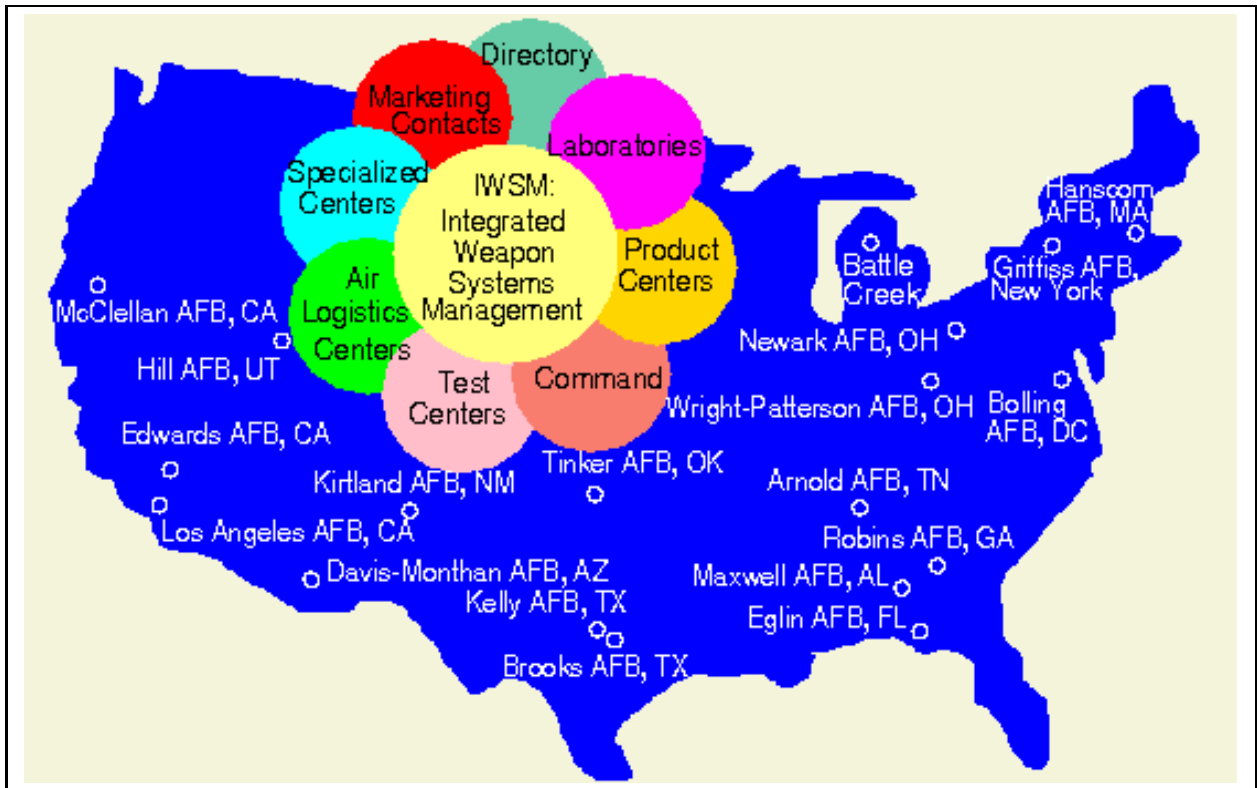 Directory
Marketing
Contacts
Laboratories
Specialized
Centers
IWSM:
Integrated
Weapon
Systems
Management
Product
Centers
Air
Logistics
Centers
Test
Centers
Command
Hanscom
AFB, MA
Battle
Creek
Griffiss AFB,
New York
McClellan AFB, CA
Hill AFB, UT
Newark AFB, OH
Wright-Patterson AFB, OH
Bolling
AFB, DC
Edwards AFB, CA
Kirtland AFB, NM
Tinker AFB, OK
Arnold AFB, TN
Los Angeles AFB, CA
Robins AFB, GA
Davis-Monthan AFB, AZ
Maxwell AFB, AL
Kelly AFB, TX
Eglin AFB, FL
Brooks AFB, TX